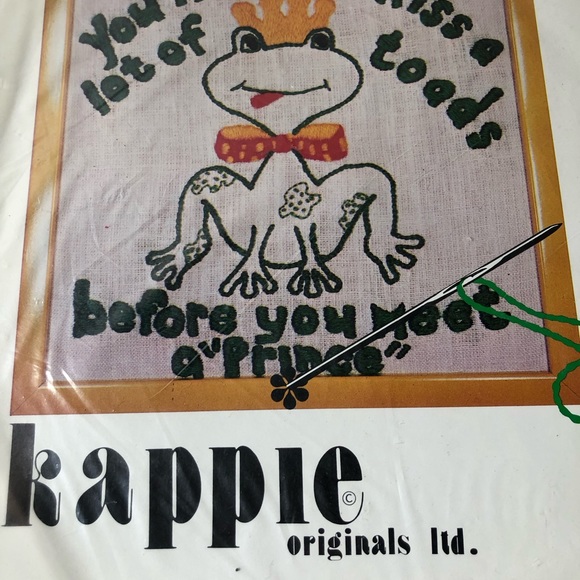 You kiss a
lot of toads
before you meet
a "prince"
kappie
©
originals ltd.